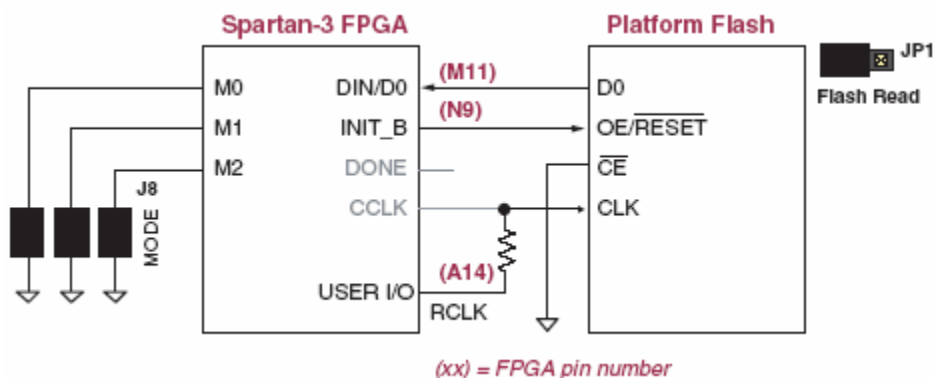 Spartan-3 FPGA
Platform Flash
M0
M1
M2
J8
MODE
DIN/D0
INIT_B
DONE
CCLK
USER I/O
(M11)
(N9)
(A14)
RCLK
D0
OE/RESET
CE
CLK
JP1
Flash Read
(xx) = FPGA pin number